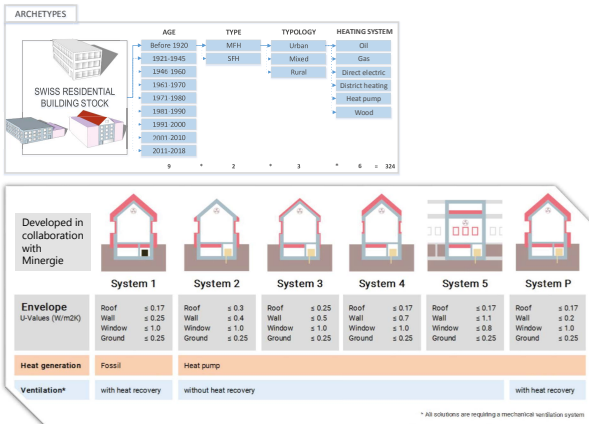 ARCHETYPES
AGE TYPE TYPOLOGY HEATING SYSTEM
Before 1920 MFH Urban Oil
1921-1945 SFH Mixed Gas
1946-1960 Rural Direct electric
1961-1970 District heating
1971-1980 Heat pump
1981-1990 Wood
1991-2000
2001-2010
2011-2018
SWISS RESIDENTIAL
BUILDING STOCK
9 * 2 * 3 * 6 = 324
Developed in
collaboration
with
Minergie
System 1 System 2 System 3 System 4 System 5 System P
Envelope
U-Values (W/m2K)
Roof ≤ 0.17 Roof ≤ 0.3 Roof ≤ 0.25 Roof ≤ 0.17 Roof ≤ 0.17 Roof ≤ 0.17
Wall ≤ 0.25 Wall ≤ 0.4 Wall ≤ 0.5 Wall ≤ 0.7 Wall ≤ 1.1 Wall ≤ 0.2
Window ≤ 1.0 Window ≤ 1.0 Window ≤ 1.0 Window ≤ 1.0 Window ≤ 0.8 Window ≤ 1.0
Ground ≤ 0.25 Ground ≤ 0.25 Ground ≤ 0.25 Ground ≤ 0.25 Ground ≤ 0.25 Ground ≤ 0.25
Heat generation Fossil Heat pump
Ventilation* with heat recovery without heat recovery with heat recovery
* All solutions are requiring a mechanical ventilation system